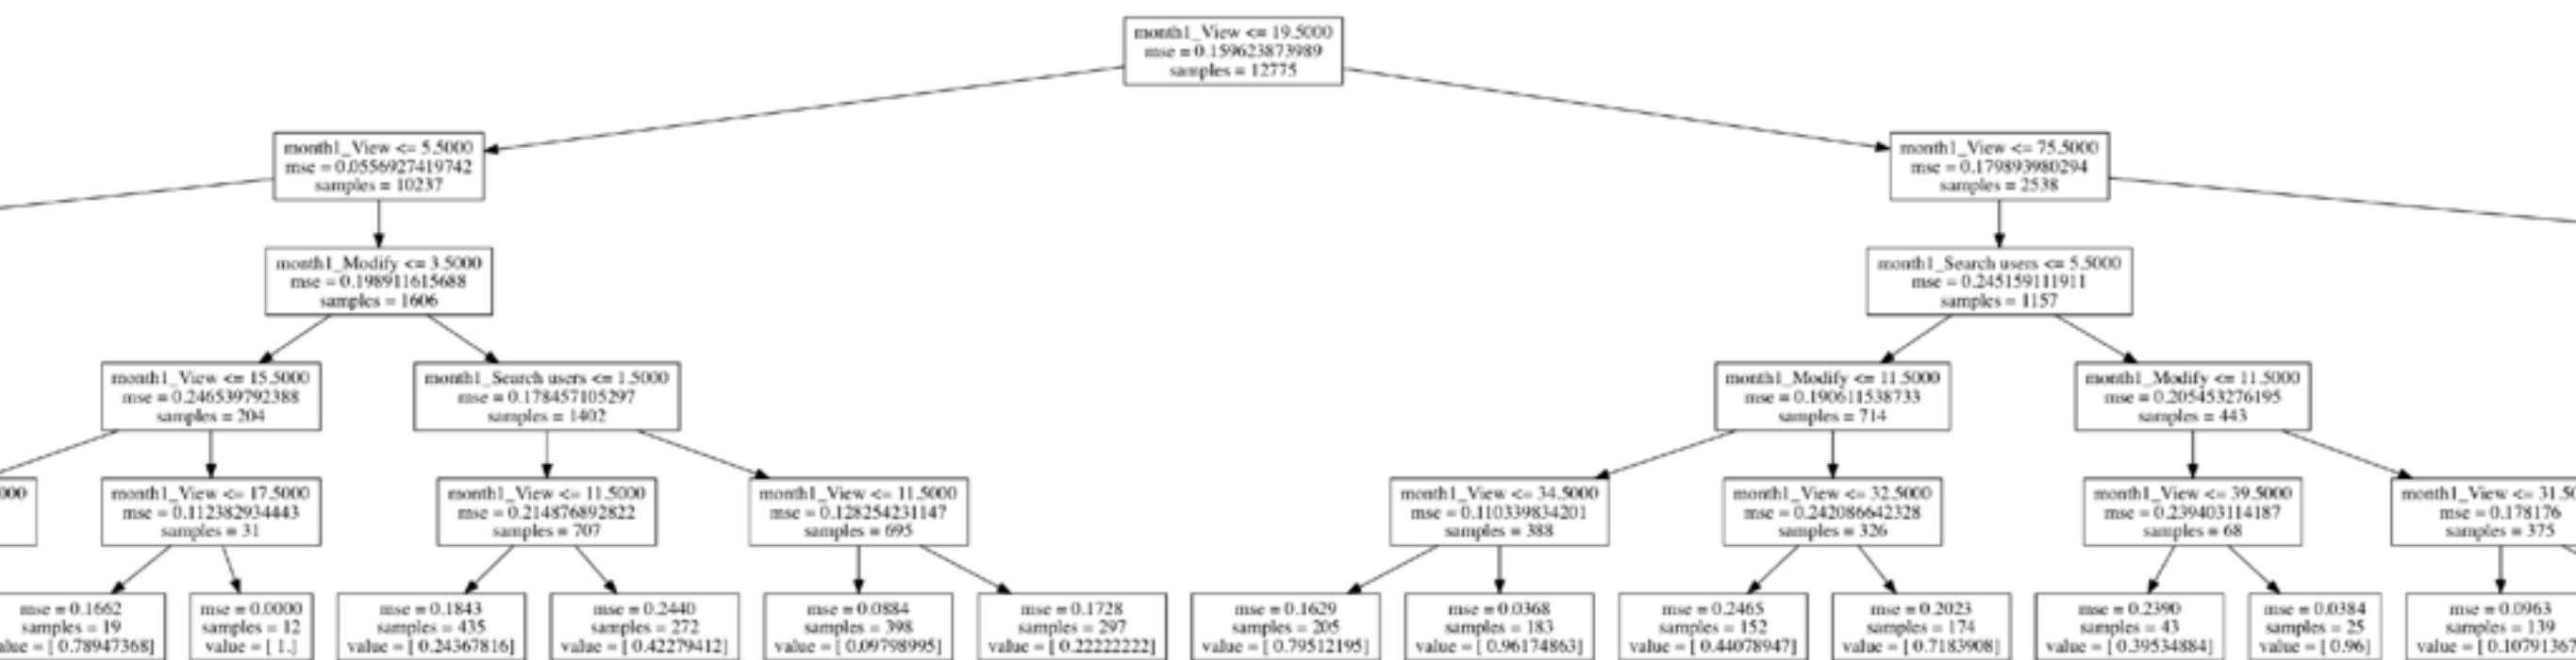 month1_View <= 19.5000
mse = 0.159623873989
samples = 12775
month1_View <= 5.5000
mse = 0.0556927419742
samples = 10237
month1_View <= 75.5000
mse = 0.179893980294
samples = 2538
month1_Modify <= 3.5000
mse = 0.198911615688
samples = 1606
month1_Search users <= 5.5000
mse = 0.245159111911
samples = 1157
month1_View <= 15.5000
mse = 0.246539792388
samples = 204
month1_Search users <= 1.5000
mse = 0.178457105297
samples = 1402
month1_Modify <= 11.5000
mse = 0.190611538733
samples = 714
month1_Modify <= 11.5000
mse = 0.205453276195
samples = 443
000
month1_View <= 17.5000
mse = 0.112382934443
samples = 31
month1_View <= 11.5000
mse = 0.214876892822
samples = 707
month1_View <= 11.5000
mse = 0.128254231147
samples = 695
month1_View <= 34.5000
mse = 0.110339834201
samples = 388
month1_View <= 32.5000
mse = 0.242086642328
samples = 326
month1_View <= 39.5000
mse = 0.239403114187
samples = 68
month1_View <= 31.50
mse = 0.178176
samples = 375
mse = 0.1662
samples = 19
alue = [ 0.78947368]
mse = 0.0000
samples = 12
value = [ 1.]
mse = 0.1843
samples = 435
value = [ 0.24367816]
mse = 0.2440
samples = 272
value = [ 0.42279412]
mse = 0.0884
samples = 398
value = [ 0.09798995]
mse = 0.1728
samples = 297
value = [ 0.22222222]
mse = 0.1629
samples = 205
value = [ 0.79512195]
mse = 0.0368
samples = 183
value = [ 0.96174863]
mse = 0.2465
samples = 152
value = [ 0.44078947]
mse = 0.2023
samples = 174
value = [ 0.7183908]
mse = 0.2390
samples = 43
value = [ 0.39534884]
mse = 0.0384
samples = 25
value = [ 0.96]
mse = 0.0963
samples = 139
value = [ 0.1079136